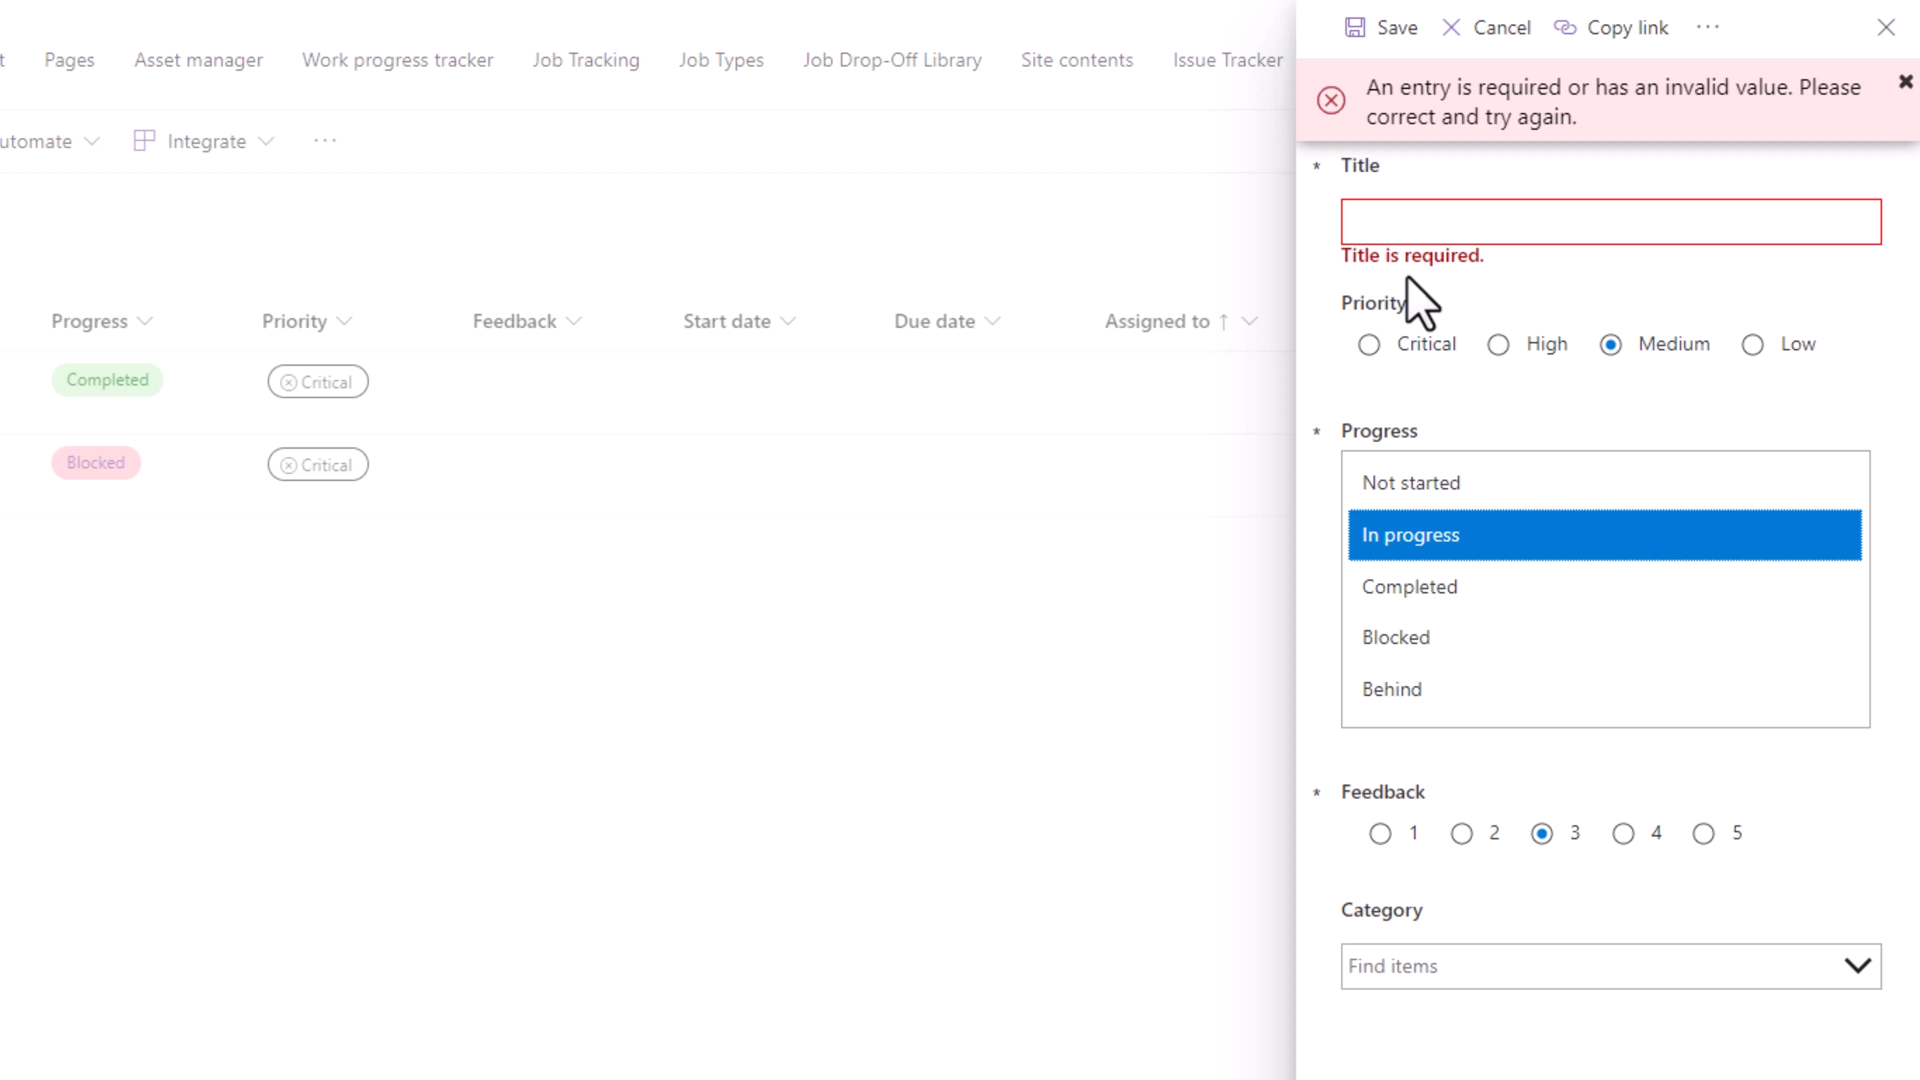 Pages Asset manager Work progress tracker Job Tracking Job Types Job Drop-Off Library Site contents Issue Tracker
utomate Integrate ...
Progress Priority Feedback Start date Due date Assigned to ↑
Completed Critical
Blocked Critical
Save Cancel Copy link ...
An entry is required or has an invalid value. Please
correct and try again.
* Title
Title is required.
Priority
Critical High Medium Low
* Progress
Not started
In progress
Completed
Blocked
Behind
* Feedback
1 2 3 4 5
Category
Find items